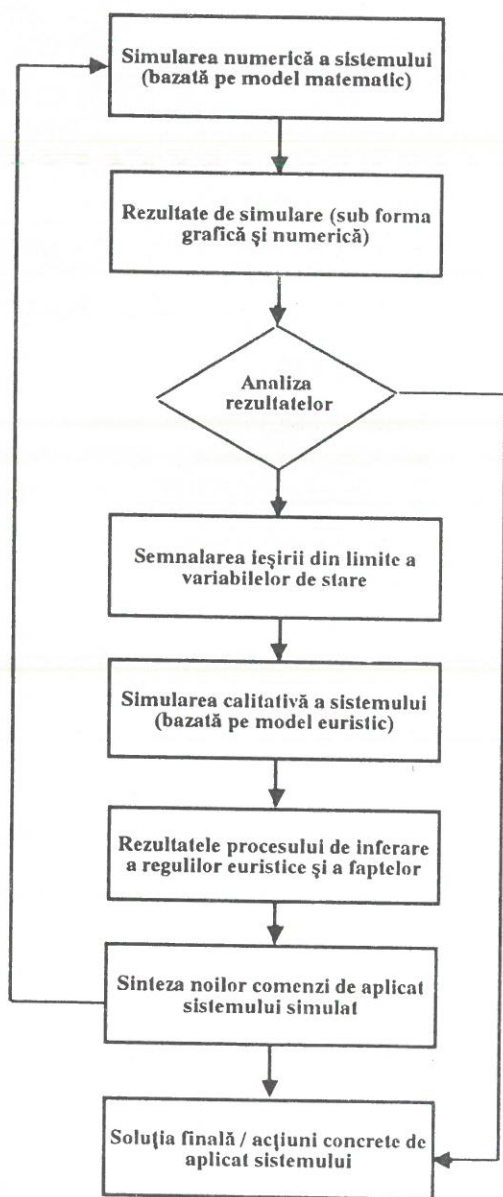 Simularea numerică a sistemului
(bazată pe model matematic)
Rezultate de simulare (sub forma
grafică şi numerică)
Analiza
rezultatelor
Semnalarea ieşirii din limite a
variabilelor de stare
Simularea calitativă a sistemului
(bazată pe model euristic)
Rezultatele procesului de inferare
a regulilor euristice şi a faptelor
Sinteza noilor comenzi de aplicat
sistemului simulat
Soluţia finală / acţiuni concrete de
aplicat sistemului